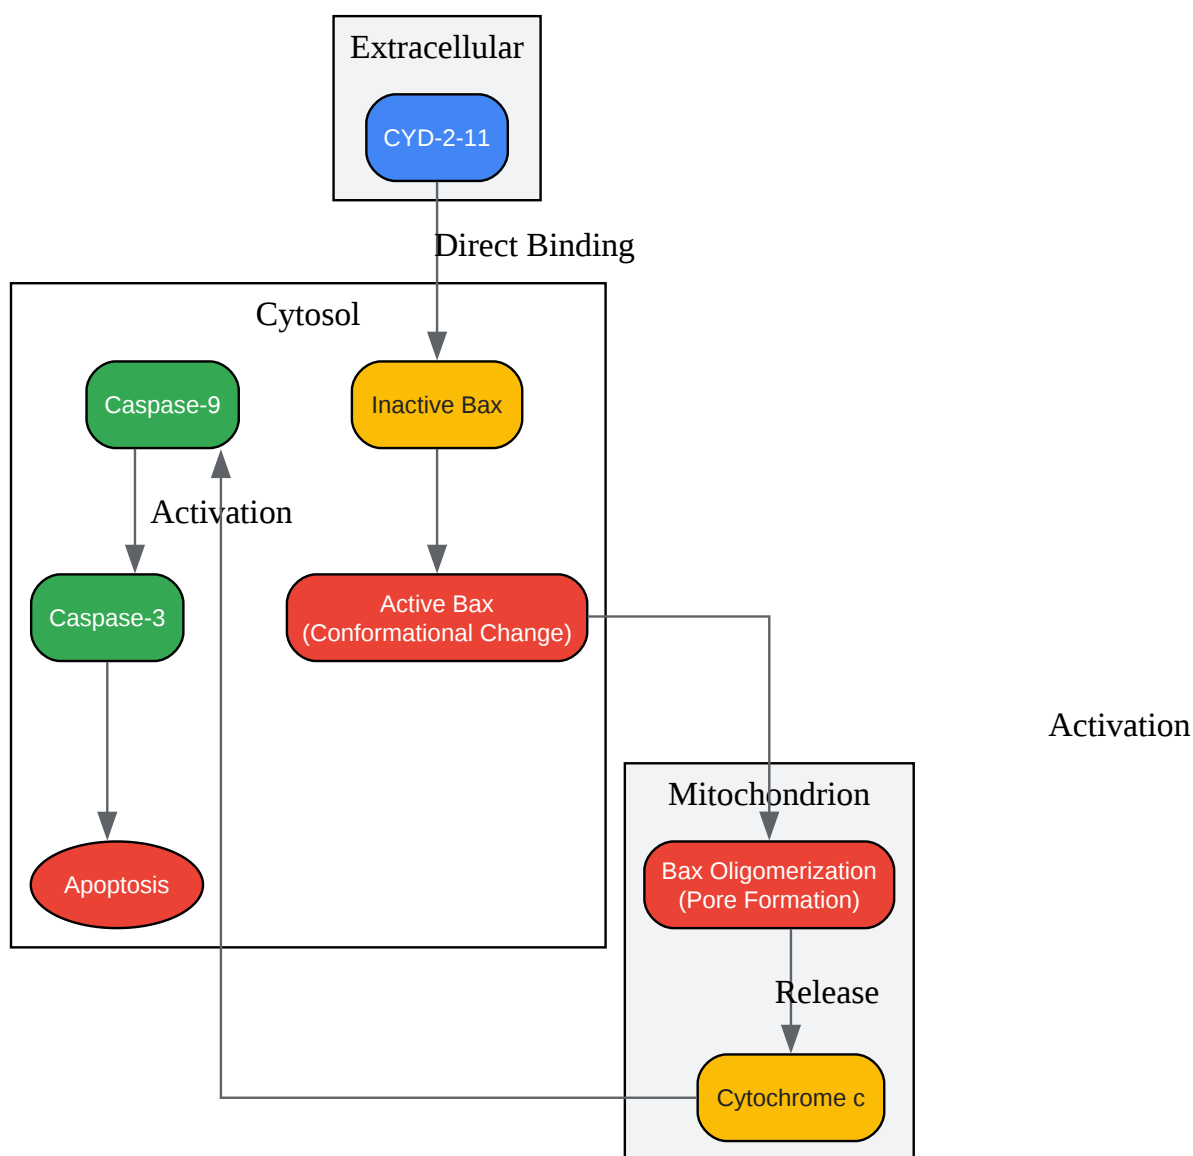 Extracellular
CYD-2-11
Direct Binding
Cytosol
Caspase-9
Inactive Bax
Activation
Caspase-3
Active Bax
(Conformational Change)
Activation
Mitochondrion
Apoptosis
Bax Oligomerization
(Pore Formation)
Release
Cytochrome c